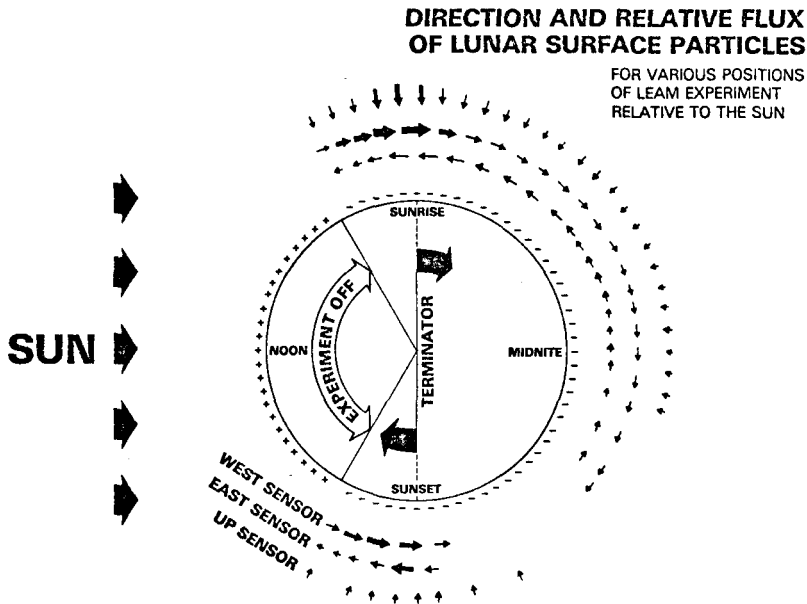 DIRECTION AND RELATIVE FLUX
OF LUNAR SURFACE PARTICLES
FOR VARIOUS POSITIONS
OF LEAM EXPERIMENT
RELATIVE TO THE SUN
SUNRISE
SUN
NOON
EXPERIMENT OFF
TERMINATOR
MIDNITE
SUNSET
WEST SENSOR
EAST SENSOR
UP SENSOR